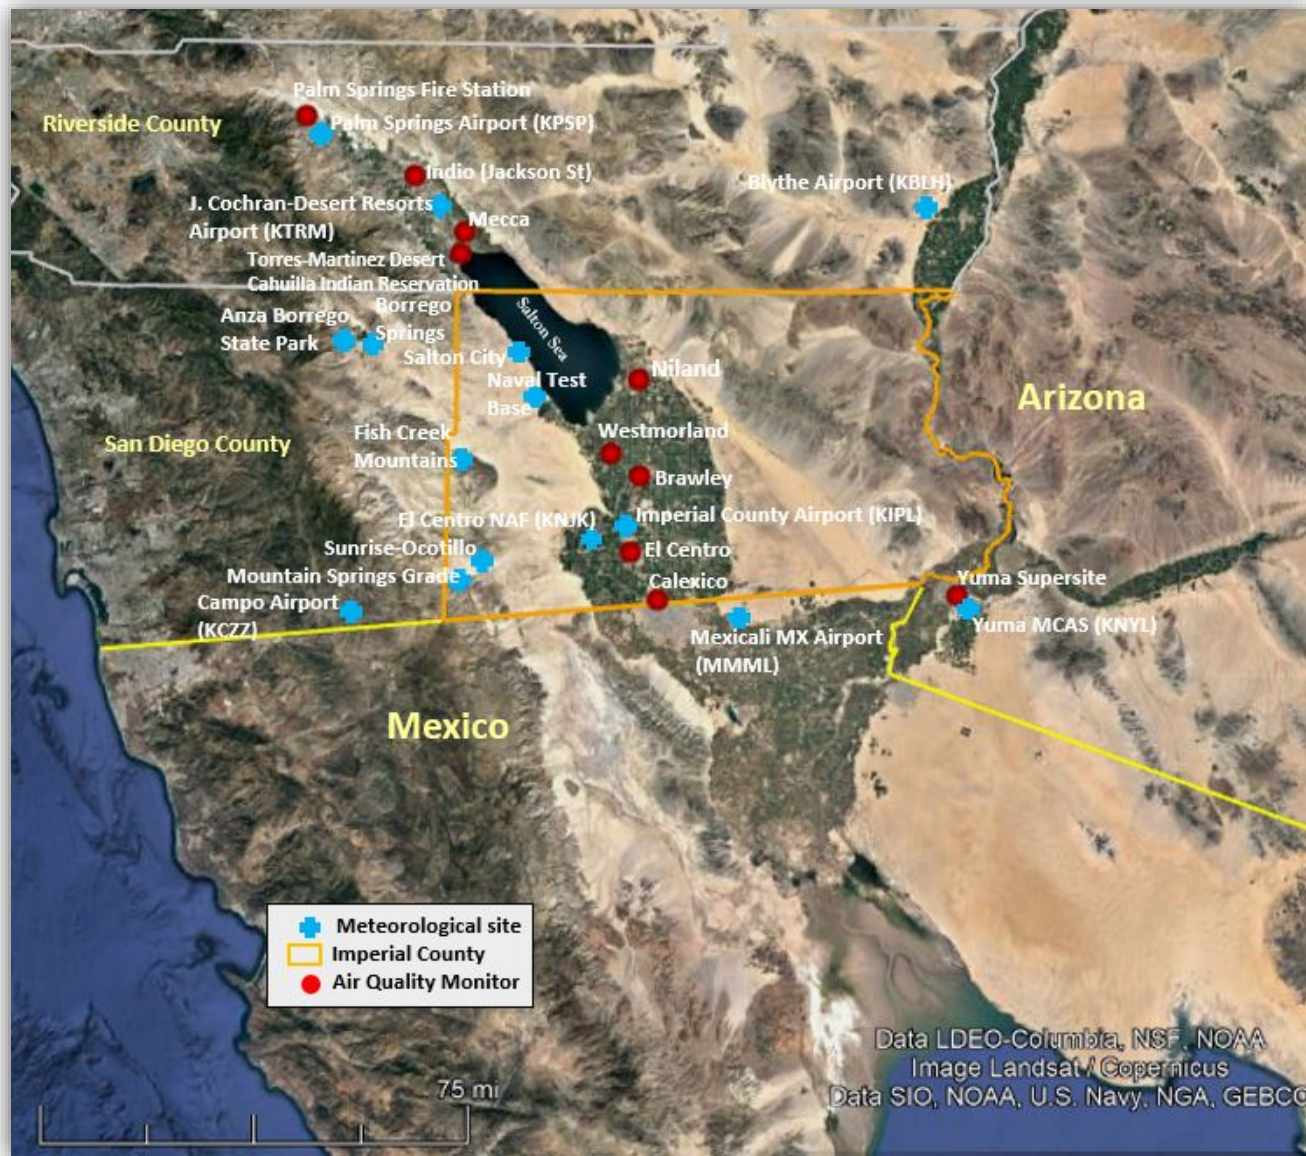 Palm Springs Fire Station
Riverside County
Palm Springs Airport (KPSP)
Indio (Jackson St)
Blythe Airport (KBLH)
J. Cochran-Desert Resorts
Airport (KTRM)
Mecca
Torres-Martinez Desert
Cahuilla Indian Reservation
Borrego
Springs
Anza Borrego
State Park
Salton Sea
Salton City
Niland
Naval Test
Base
Arizona
San Diego County
Fish Creek
Mountains
Westmorland
Brawley
El Centro NAF (KNJK)
Imperial County Airport (KIPL)
Sunrise-Ocotillo
El Centro
Mountain Springs Grade
Calexico
Yuma Supersite
Campo Airport
(KCZZ)
Mexicali MX Airport
(MMML)
Yuma MCAS (KNYL)
Mexico
Meteorological site
Imperial County
Air Quality Monitor
Data LDEO-Columbia, NSF, NOAA
Image Landsat / Copernicus
Data SIO, NOAA, U.S. Navy, NGA, GEBCO
75 mi